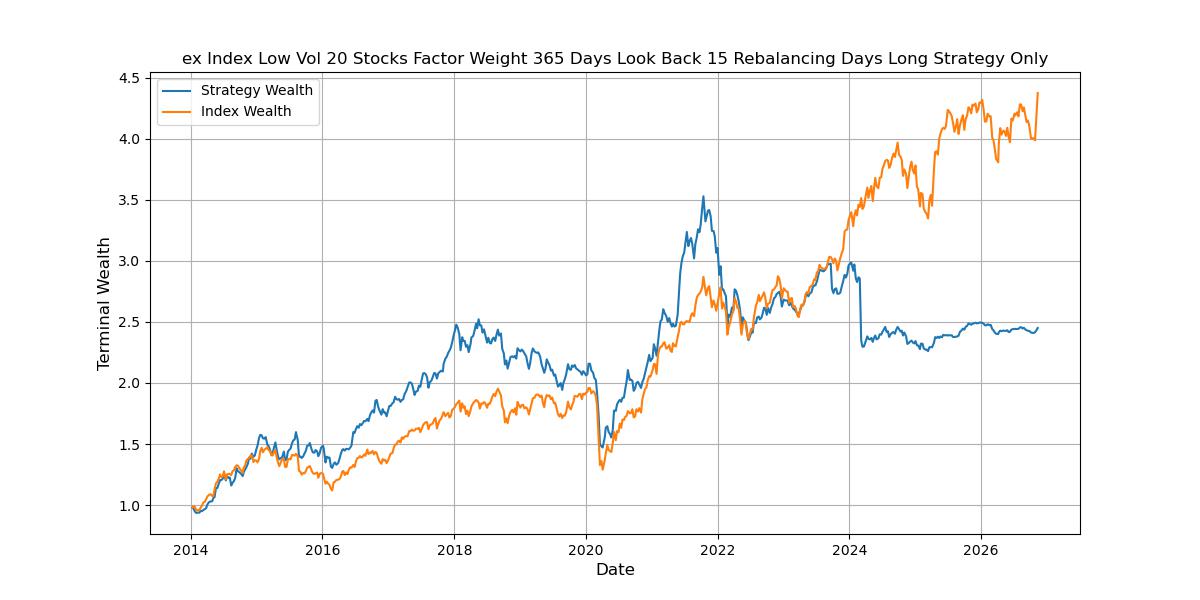 ex Index Low Vol 20 Stocks Factor Weight 365 Days Look Back 15 Rebalancing Days Long Strategy Only
Strategy Wealth
Index Wealth
Terminal Wealth
4.5
4.0
3.5
3.0
2.5
2.0
1.5
1.0
2014 2016 2018 2020 2022 2024 2026
Date